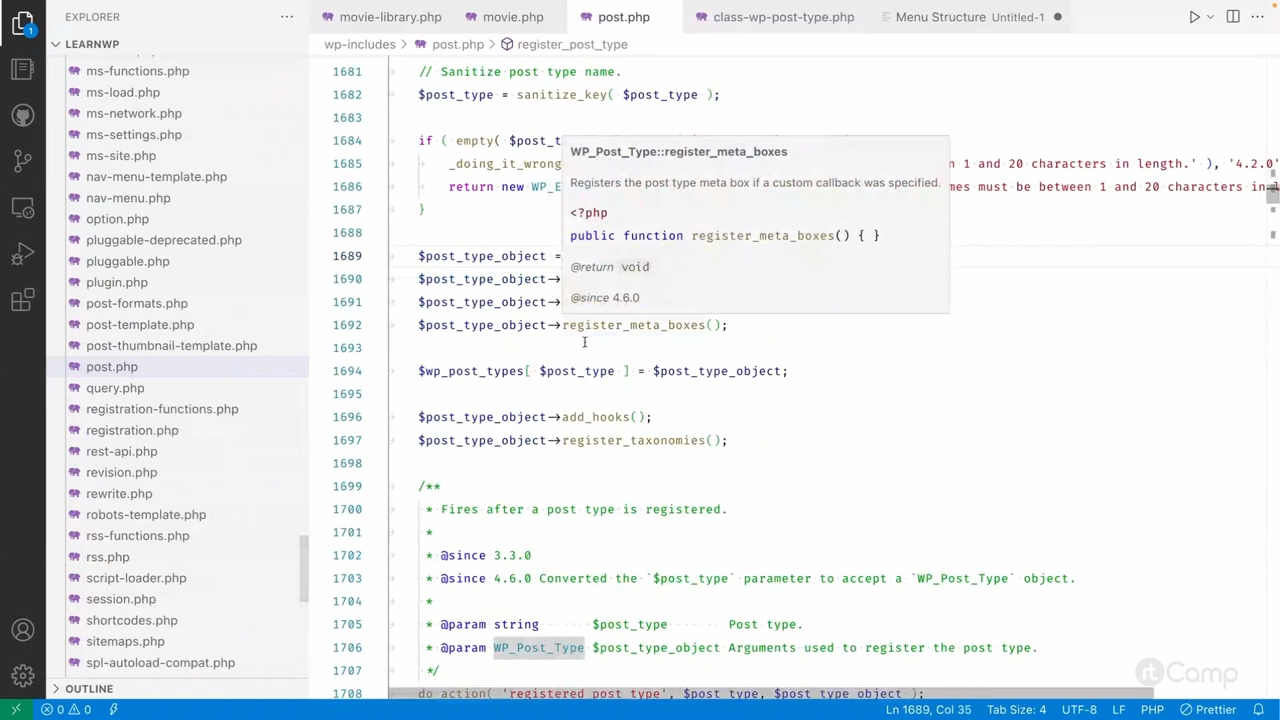 EXPLORER
movie-library.php
movie.php
post.php
class-wp-post-type.php
Menu Structure Untitled-1
1
LEARNWP
wp-includes > post.php > register_post_type
ms-functions.php
ms-load.php
ms-network.php
ms-settings.php
ms-site.php
nav-menu-template.php
nav-menu.php
option.php
pluggable-deprecated.php
pluggable.php
plugin.php
post-formats.php
post-template.php
post-thumbnail-template.php
post.php
query.php
registration-functions.php
registration.php
rest-api.php
revision.php
rewrite.php
robots-template.php
rss-functions.php
rss.php
script-loader.php
session.php
shortcodes.php
sitemaps.php
spl-autoload-compat.php
OUTLINE
1681 // Sanitize post type name.
1682 $post_type = sanitize_key( $post_type );
1683
1684 if ( empty( $post_t
1685 _doing_it_wrong n 1 and 20 characters in length.' ), '4.2.0'
1686 return new WP_E mes must be between 1 and 20 characters in l
1687 }
1688
1689 $post_type_object =
1690 $post_type_object→
1691 $post_type_object→
1692 $post_type_object→register_meta_boxes();
1693
1694 $wp_post_types[ $post_type ] = $post_type_object;
1695
1696 $post_type_object→add_hooks();
1697 $post_type_object→register_taxonomies();
1698
1699 /**
1700 * Fires after a post type is registered.
1701 *
1702 * @since 3.3.0
1703 * @since 4.6.0 Converted the `$post_type` parameter to accept a `WP_Post_Type` object.
1704 *
1705 * @param string $post_type Post type.
1706 * @param WP_Post_Type $post_type_object Arguments used to register the post type.
1707 */
1708 do_action( 'registered_post_type', $post_type, $post_type_object );
WP_Post_Type::register_meta_boxes
Registers the post type meta box if a custom callback was specified.
<?php
public function register_meta_boxes() { }
@return void
@since 4.6.0
rtCamp
0 0
Ln 1689, Col 35
Tab Size: 4
UTF-8
LF
PHP
Prettier